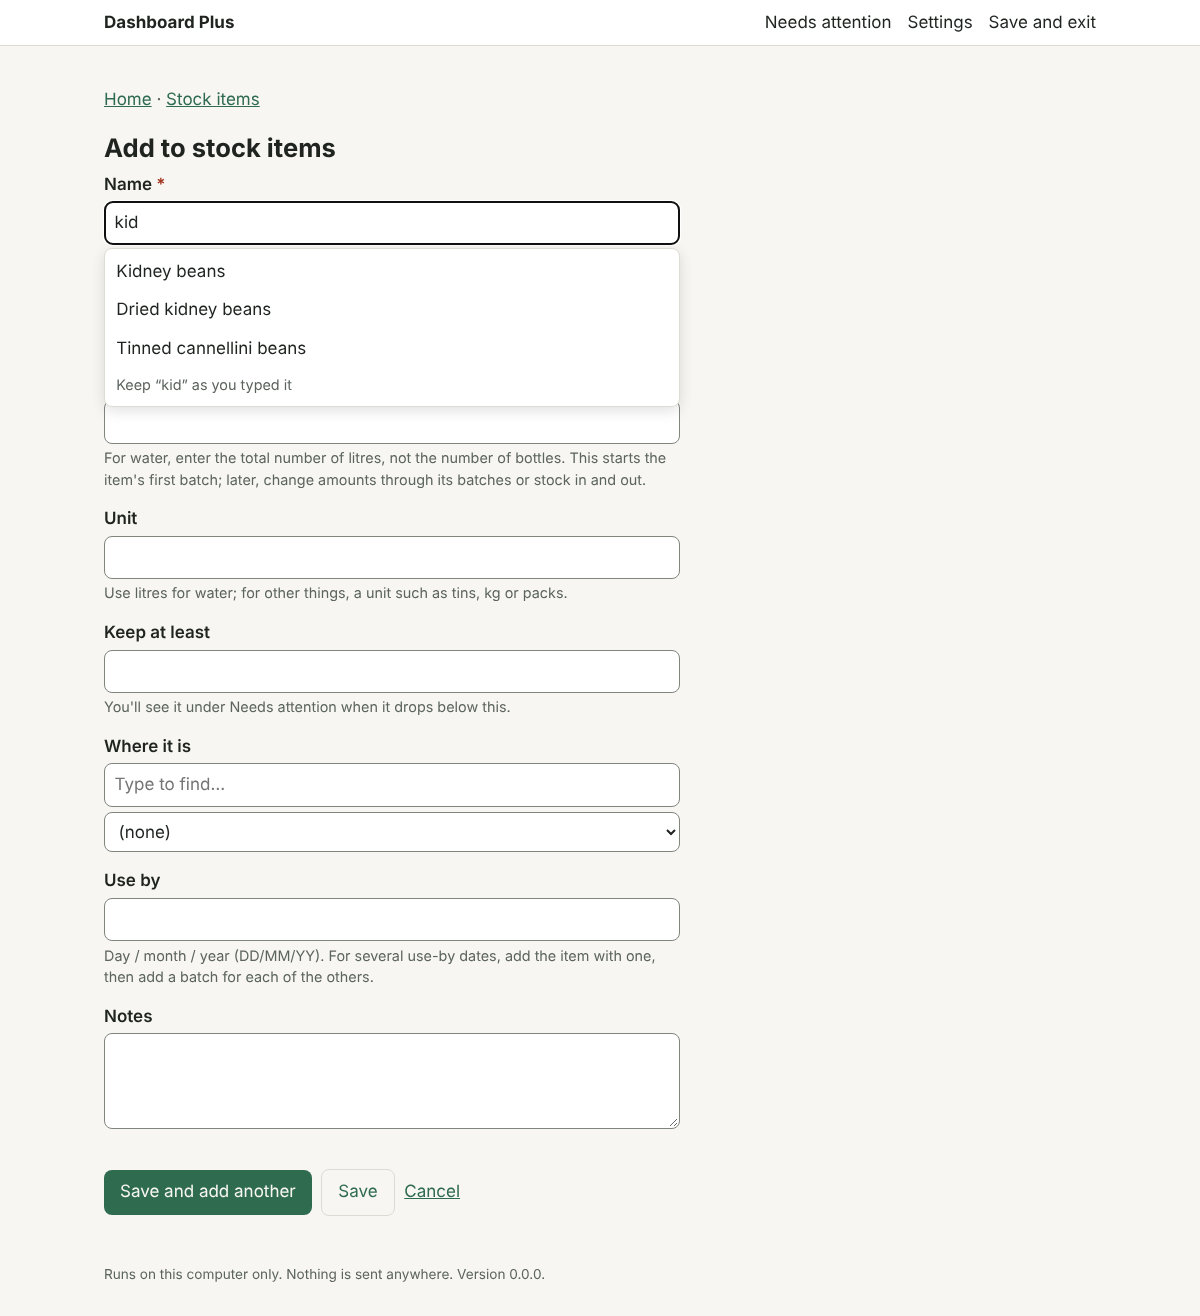 Dashboard Plus
Needs attention Settings Save and exit
Home · Stock items
Add to stock items
Name *
kid
Kidney beans
Dried kidney beans
Tinned cannellini beans
Keep “kid” as you typed it
For water, enter the total number of litres, not the number of bottles. This starts the
item's first batch; later, change amounts through its batches or stock in and out.
Unit
Use litres for water; for other things, a unit such as tins, kg or packs.
Keep at least
You'll see it under Needs attention when it drops below this.
Where it is
Type to find...
(none)
Use by
Day / month / year (DD/MM/YY). For several use-by dates, add the item with one,
then add a batch for each of the others.
Notes
Save and add another Save Cancel
Runs on this computer only. Nothing is sent anywhere. Version 0.0.0.